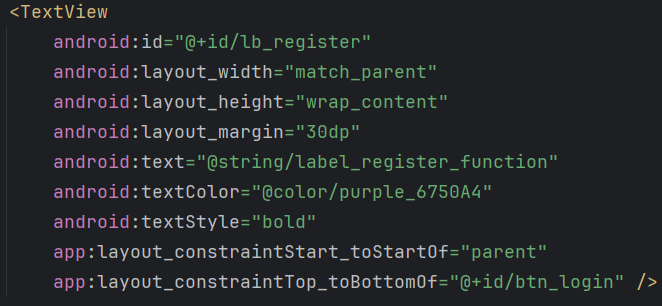 <TextView
android:id="@+id/lb_register"
android:layout_width="match_parent"
android:layout_height="wrap_content"
android:layout_margin="30dp"
android:text="@string/label_register_function"
android:textColor="@color/purple_6750A4"
android:textStyle="bold"
app:layout_constraintStart_toStartOf="parent"
app:layout_constraintTop_toBottomOf="@+id/btn_login" />